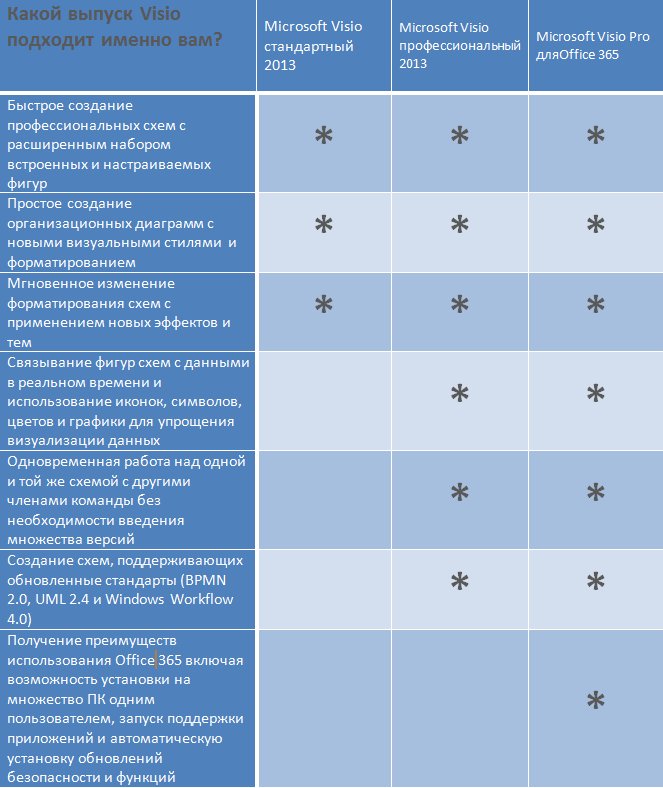 Какой выпуск Visio
подходит именно вам?
Microsoft Visio
стандартный
2013
Microsoft Visio
профессиональный
2013
Microsoft Visio Pro
дляOffice 365
Быстрое создание
профессиональных схем с
расширенным набором
встроенных и настраиваемых
фигур
* * *
Простое создание
организационных диаграмм с
новыми визуальными стилями и
форматированием
* * *
Мгновенное изменение
форматирования схем с
применением новых эффектов и
тем
* * *
Связывание фигур схем с данными
в реальном времени и
использование иконок, символов,
цветов и графики для упрощения
визуализации данных
* *
Одновременная работа над одной
и той же схемой с другими
членами команды без
необходимости введения
множества версий
* *
Создание схем, поддерживающих
обновленные стандарты (BPMN
2.0, UML 2.4 и Windows Workflow
4.0)
* *
Получение преимуществ
использования Office 365 включая
возможность установки на
множество ПК одним
пользователем, запуск поддержки
приложений и автоматическую
установку обновлений
безопасности и функций
*